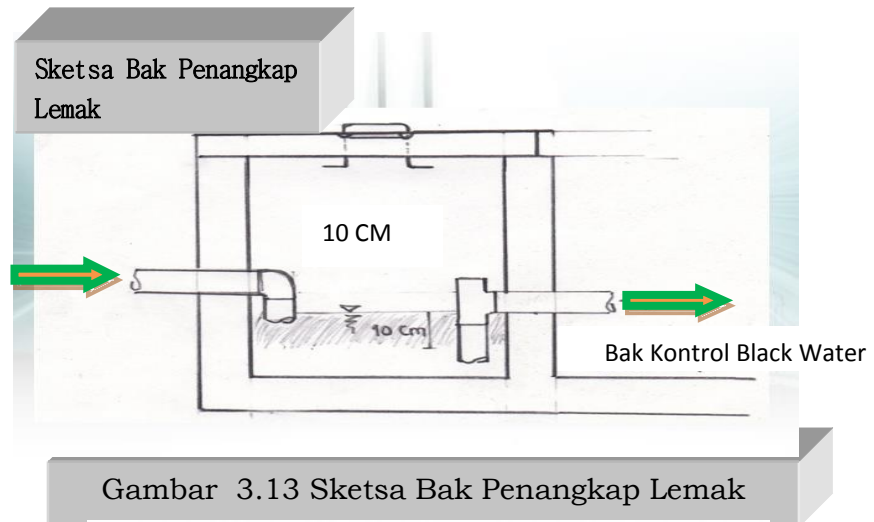 Sketsa Bak Penangkap
Lemak
10 CM
10 cm
Bak Kontrol Black Water
Gambar 3.13 Sketsa Bak Penangkap Lemak